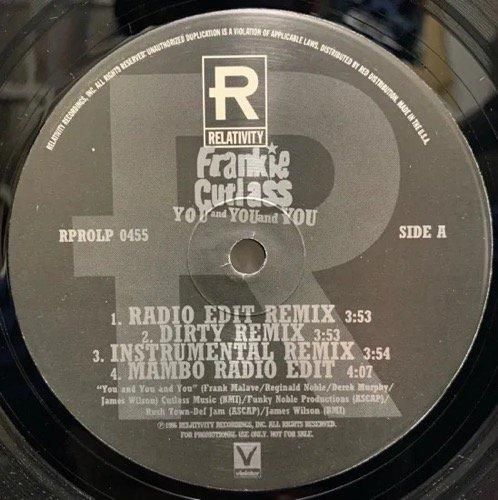 RELATIVITY RECORDINGS, INC. ALL RIGHTS RESERVED. UNAUTHORIZED DUPLICATION IS A VIOLATION OF APPLICABLE LAWS. DISTRIBUTED BY RED DISTRIBUTION. MADE IN THE U.S.A.
R
RELATIVITY
Frankie
Cutlass
YOU and YOU and YOU
RPROLP 0455
SIDE A
1. RADIO EDIT REMIX 3:53
2. DIRTY REMIX 3:53
3. INSTRUMENTAL REMIX 3:54
4. MAMBO RADIO EDIT 4:07
"You and You and You" (Frank Malave/Reginald Noble/Derek Murphy/
James Wilson) Cutlass Music (BMI)/Funky Noble Productions (ASCAP)/
Rush Town-Def Jam (ASCAP)/James Wilson (BMI)
℗1996 RELATIVITY RECORDINGS, INC. ALL RIGHTS RESERVED.
FOR PROMOTIONAL USE ONLY. NOT FOR SALE.
V
violator